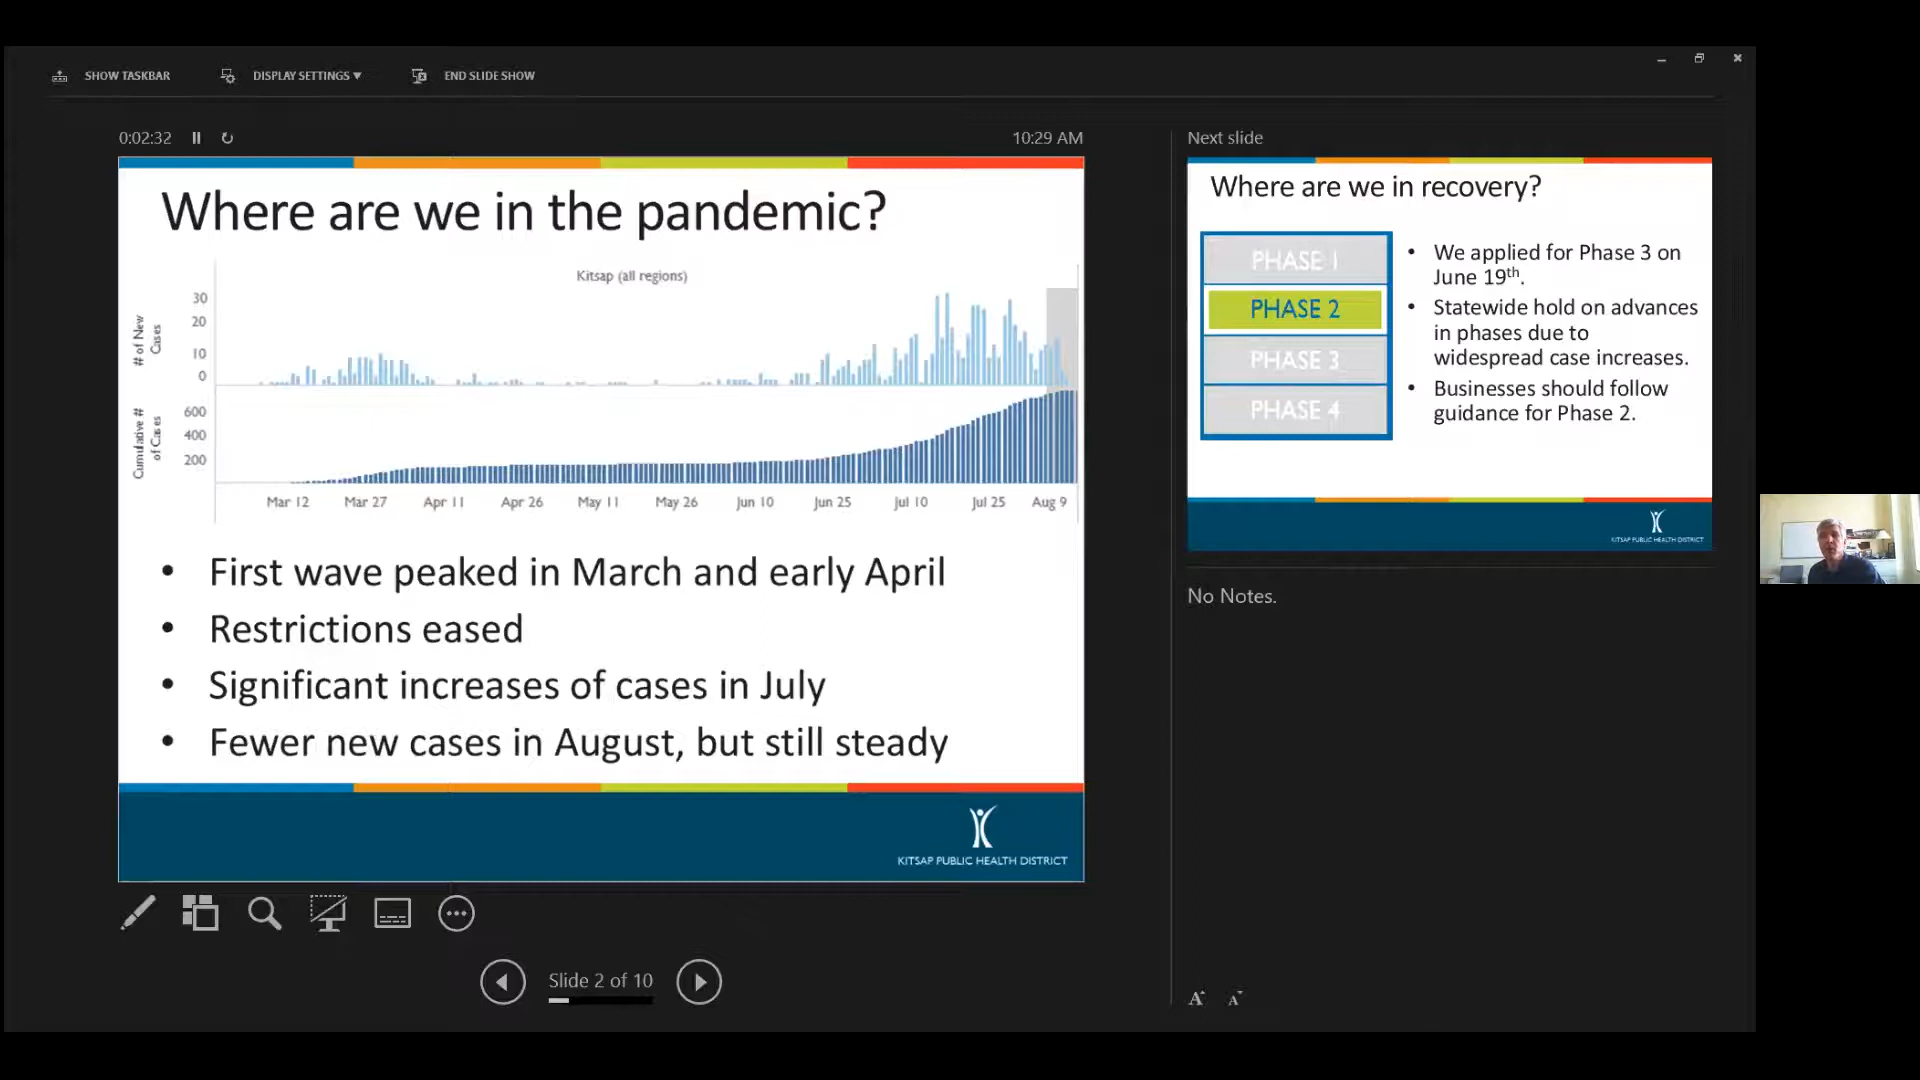 SHOW TASKBAR
DISPLAY SETTINGS ▼
END SLIDE SHOW
0:02:32
10:29 AM
Where are we in the pandemic?
Kitsap (all regions)
# of New
Cases
30
20
10
0
Cumulative #
of Cases
600
400
200
Mar 12 Mar 27 Apr 11 Apr 26 May 11 May 26 Jun 10 Jun 25 Jul 10 Jul 25 Aug 9
• First wave peaked in March and early April
• Restrictions eased
• Significant increases of cases in July
• Fewer new cases in August, but still steady
KITSAP PUBLIC HEALTH DISTRICT
Slide 2 of 10
Next slide
Where are we in recovery?
PHASE 1
PHASE 2
PHASE 3
PHASE 4
• We applied for Phase 3 on
June 19th.
• Statewide hold on advances
in phases due to
widespread case increases.
• Businesses should follow
guidance for Phase 2.
KITSAP PUBLIC HEALTH DISTRICT
No Notes.
A A